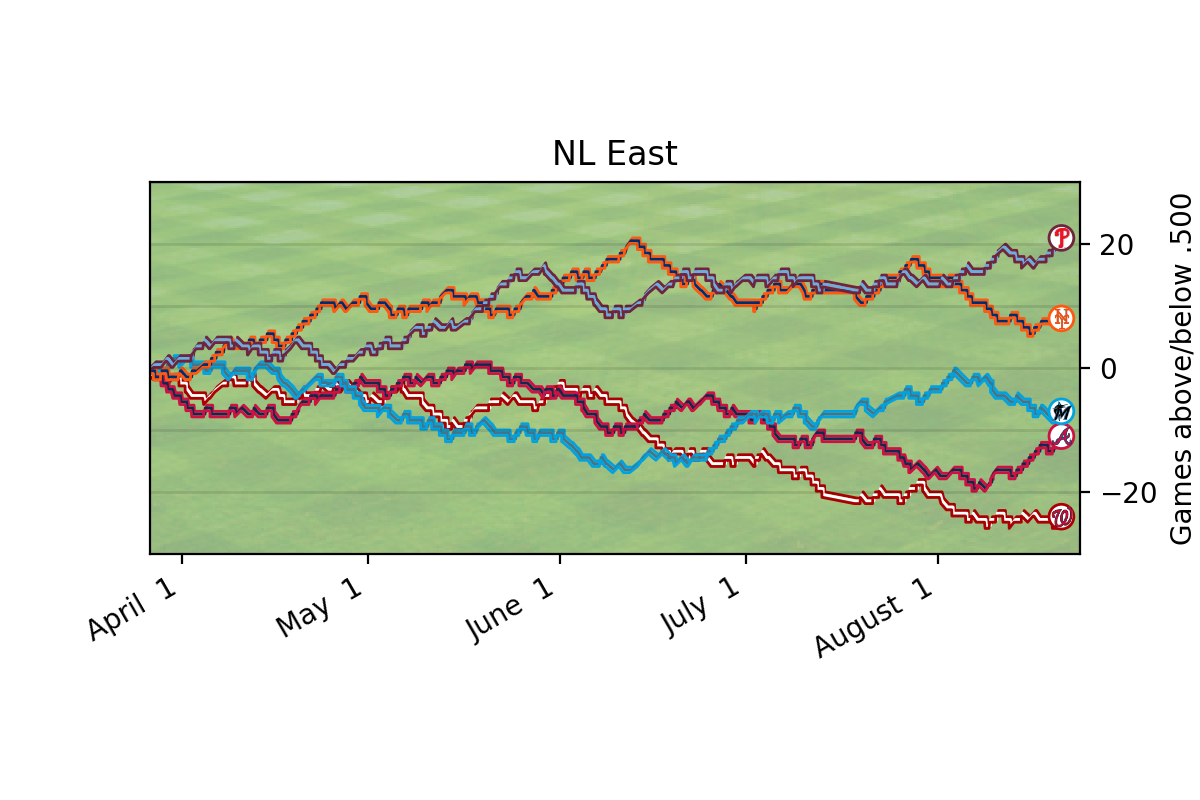 NL East
20
0
−20
Games above/below .500
April 1
May 1
June 1
July 1
August 1
P
N
M
A
W